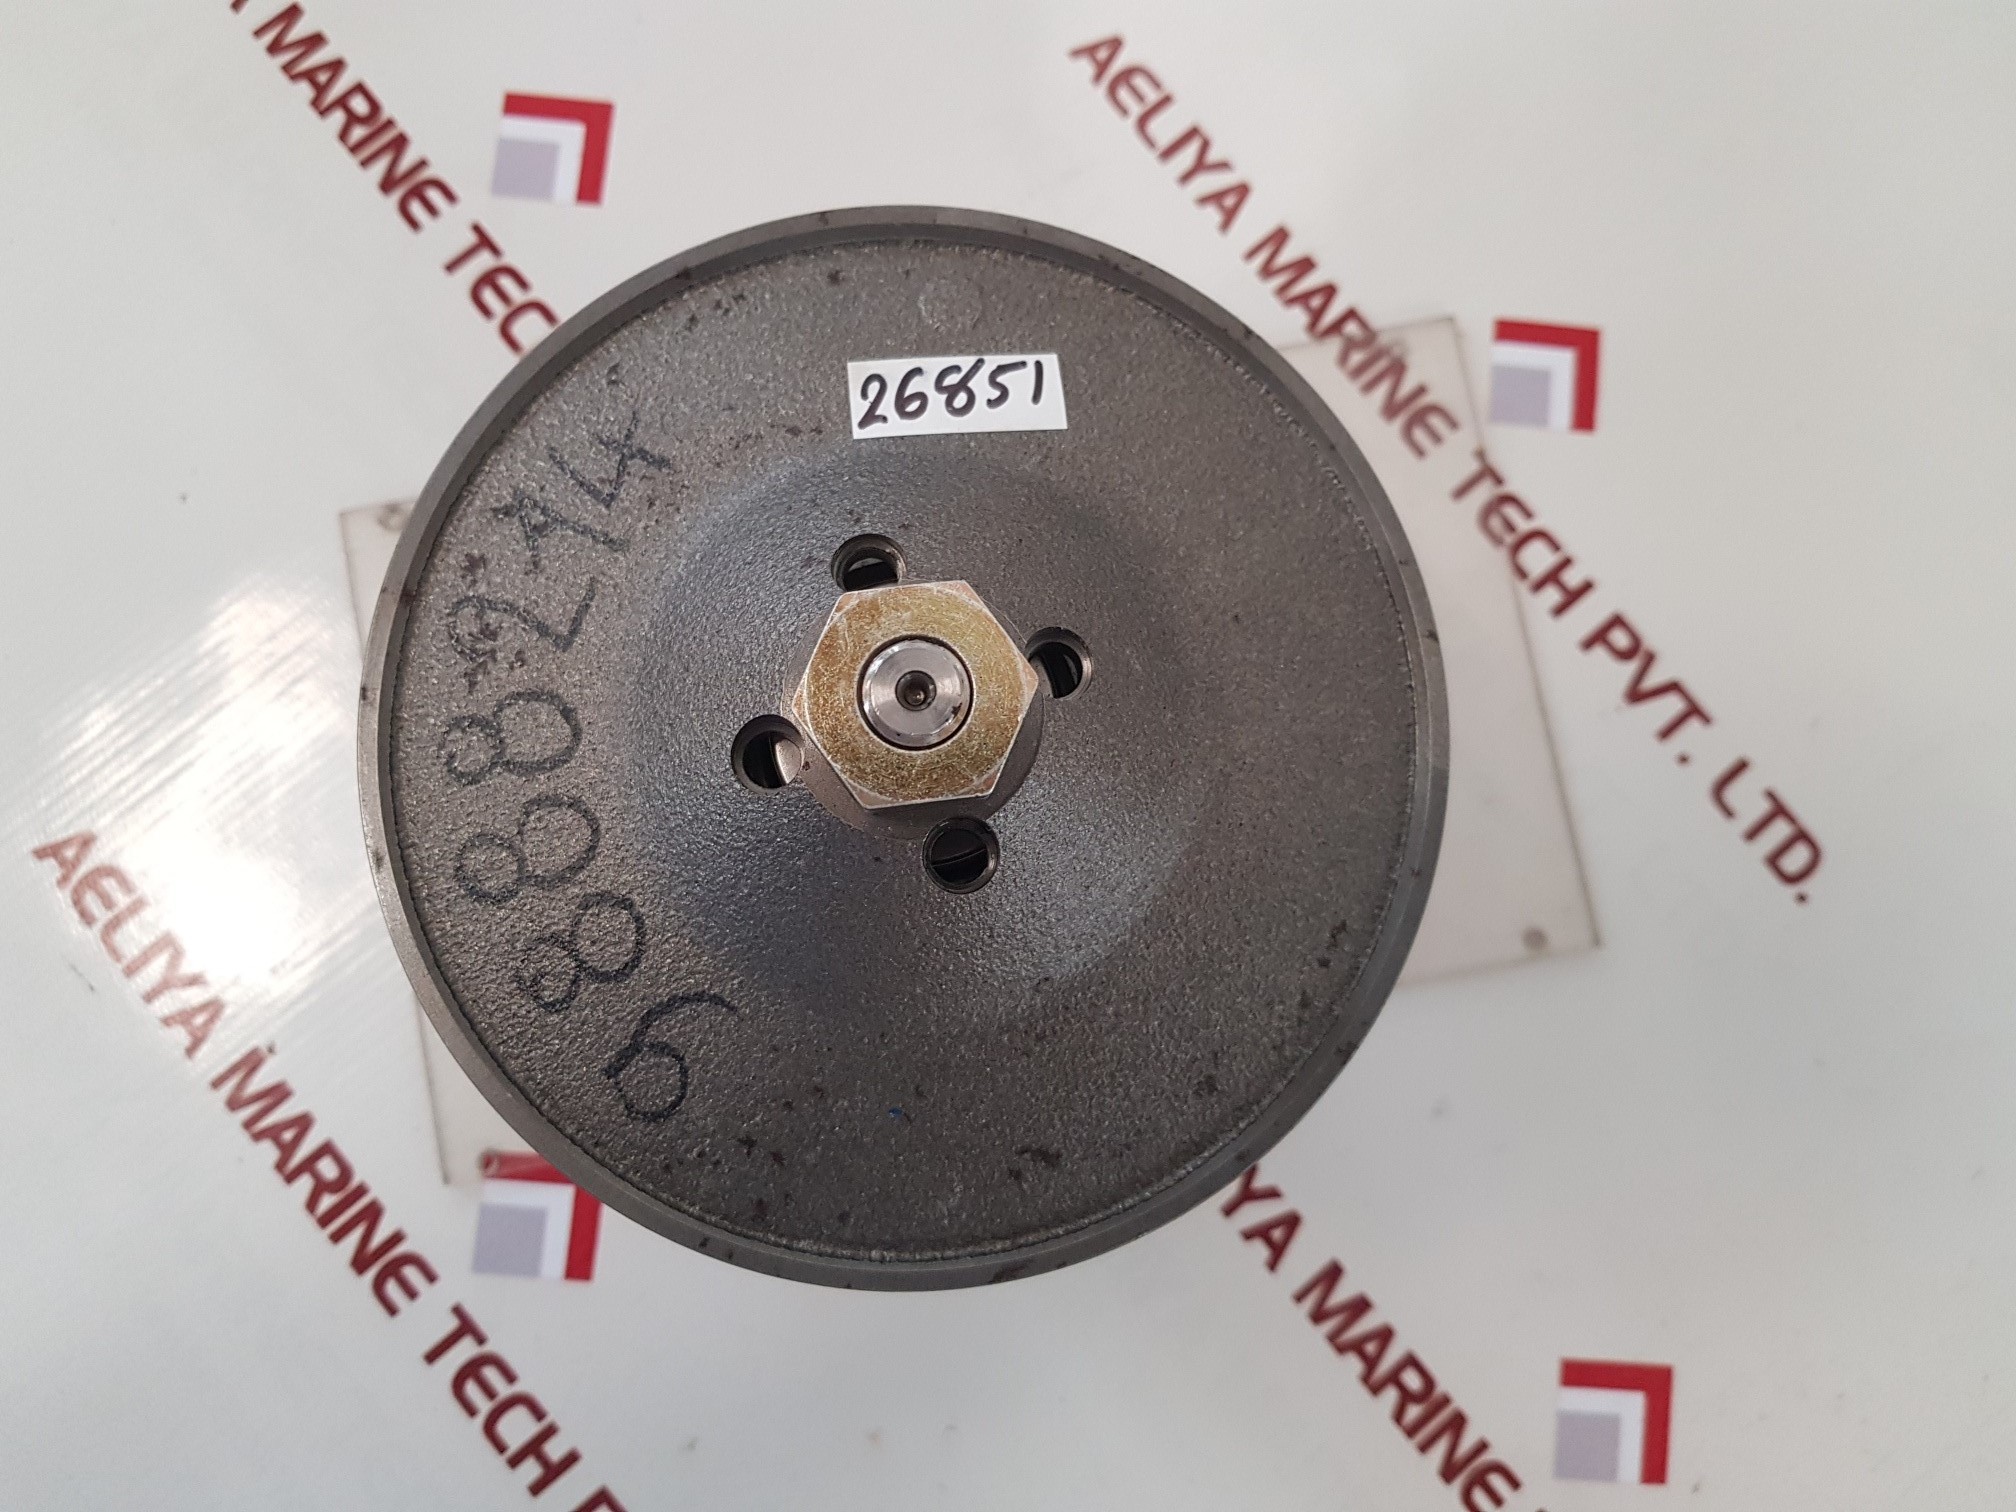 A MARINE TECH
AELIYA MARINE TECH PVT. LTD.
26851
AELIYA MARINE TECH P
YA MARINE